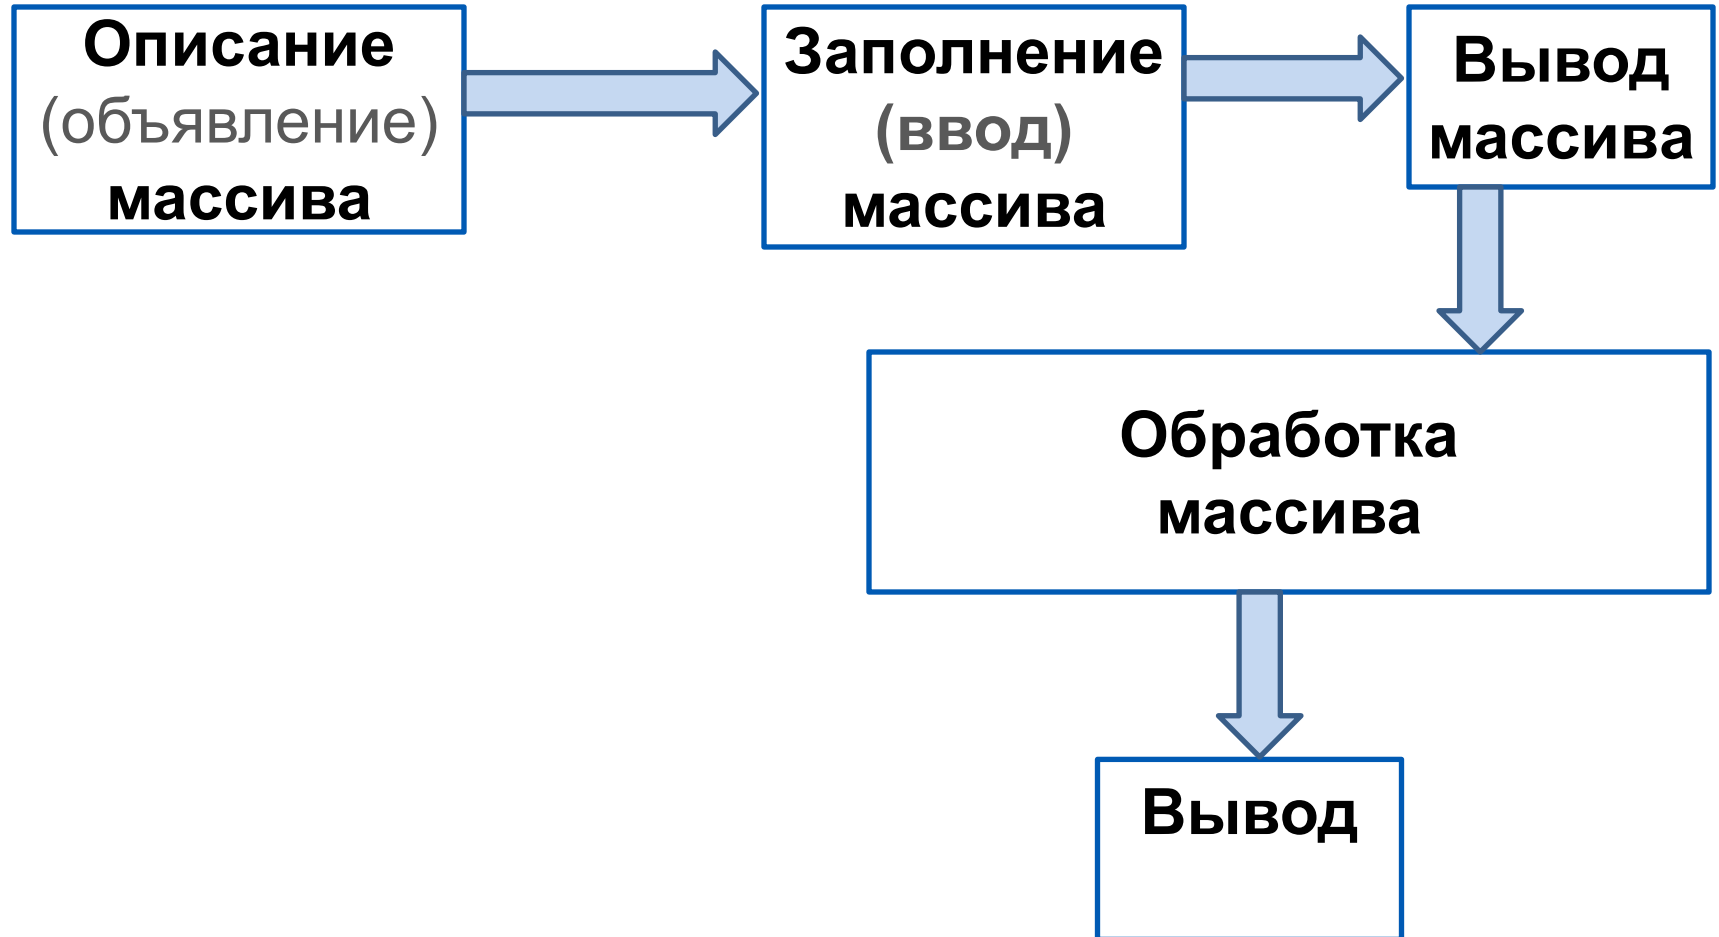 Описание
(объявление)
массива
Заполнение
(ввод)
массива
Вывод
массива
Обработка
массива
Вывод